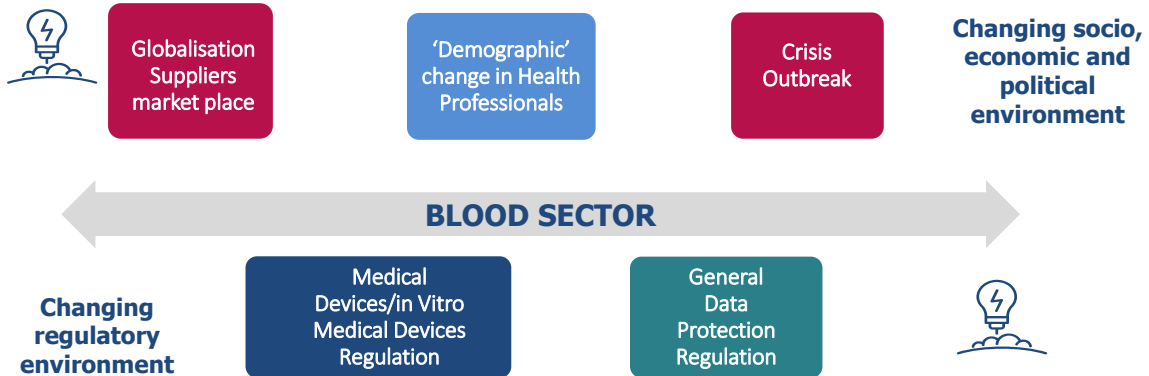 Globalisation
Suppliers
market place
‘Demographic’
change in Health
Professionals
Crisis
Outbreak
Changing socio,
economic and
political
environment
BLOOD SECTOR
Changing
regulatory
environment
Medical
Devices/in Vitro
Medical Devices
Regulation
General
Data
Protection
Regulation